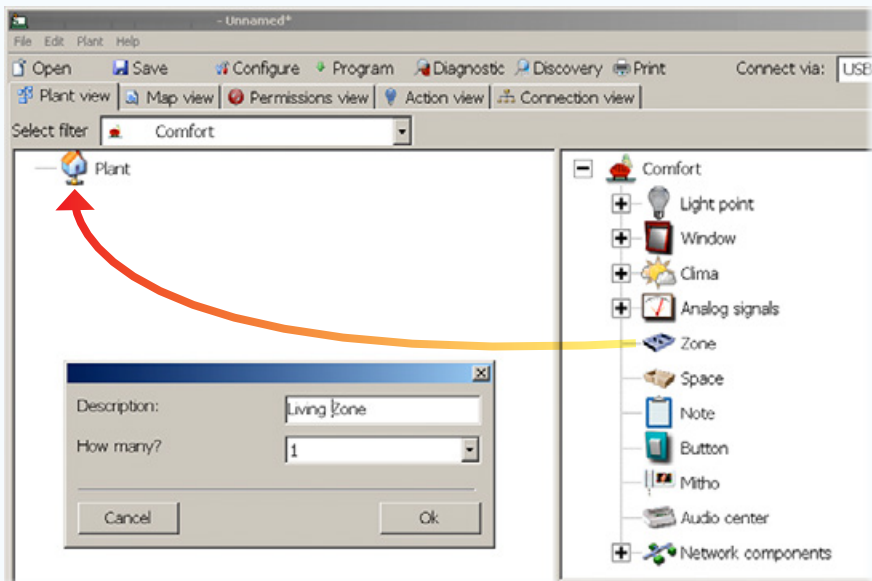 - Unnamed*
File Edit Plant Help
Open Save Configure Program Diagnostic Discovery Print Connect via: USB
Plant view Map view Permissions view Action view Connection view
Select filter Comfort
Plant
Comfort
Light point
Window
Clima
Analog signals
Zone
Space
Note
Button
Mitho
Audio center
Network components
Description: Living Zone
How many? 1
Cancel Ok